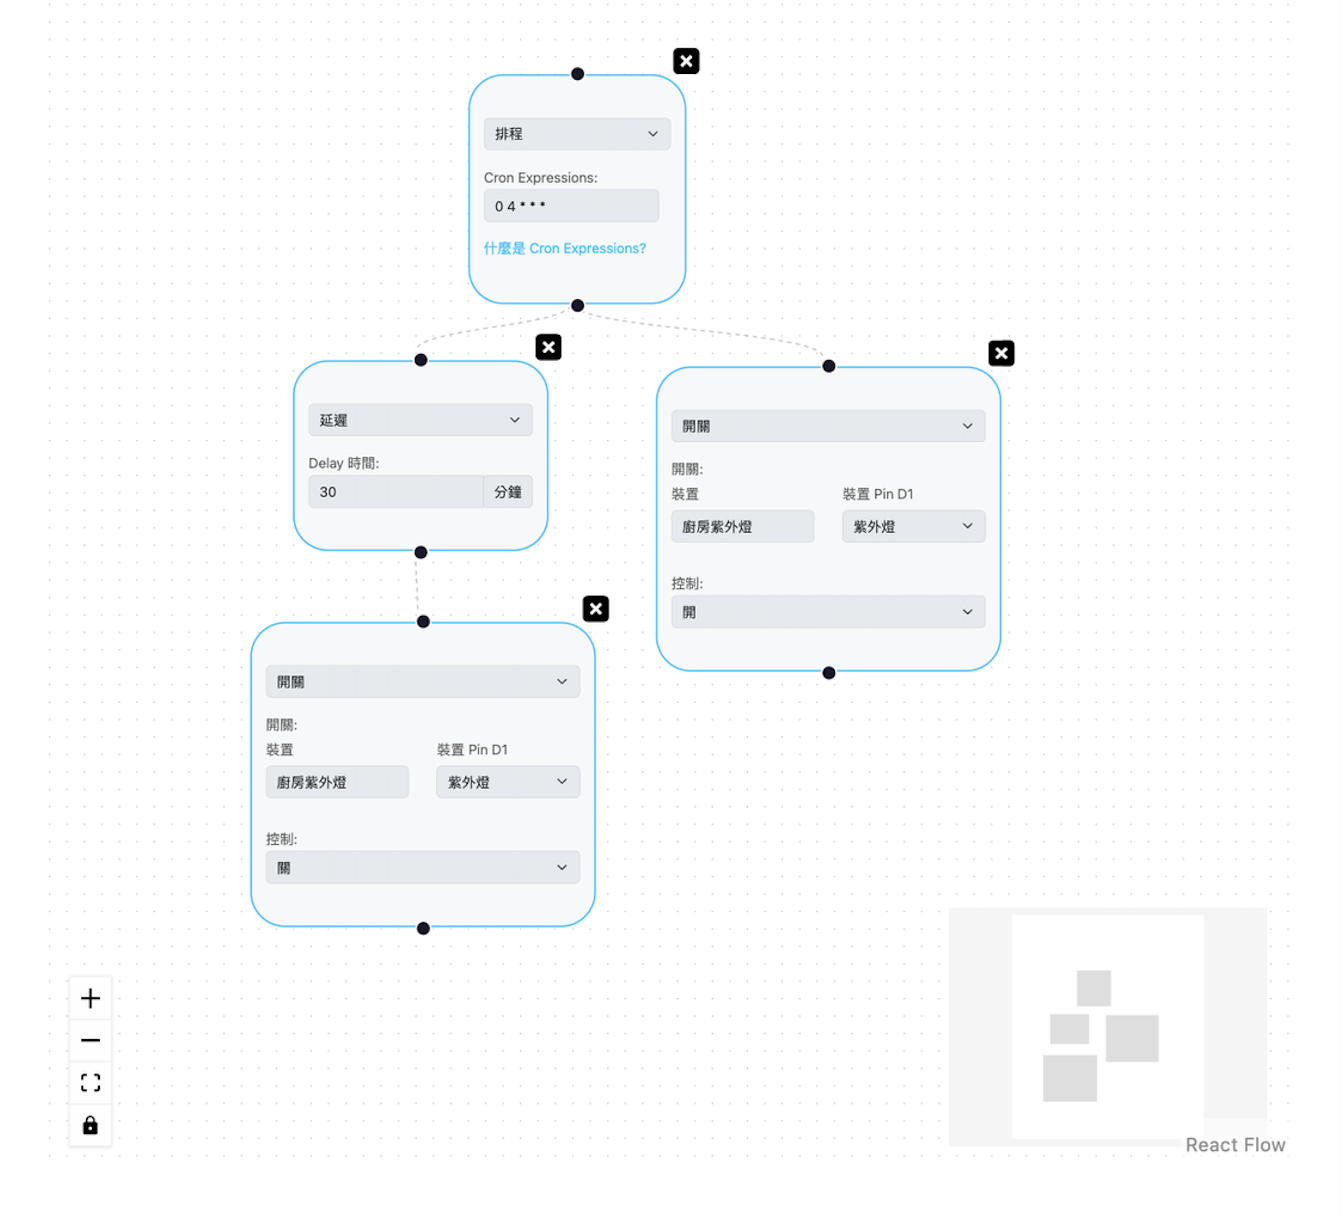 排程
Cron Expressions:
0 4 * * *
什麼是 Cron Expressions?
延遲
Delay 時間:
30 分鐘
開關
開關:
裝置 裝置 Pin D1
廚房紫外燈 紫外燈
控制:
開
開關
開關:
裝置 裝置 Pin D1
廚房紫外燈 紫外燈
控制:
關
React Flow